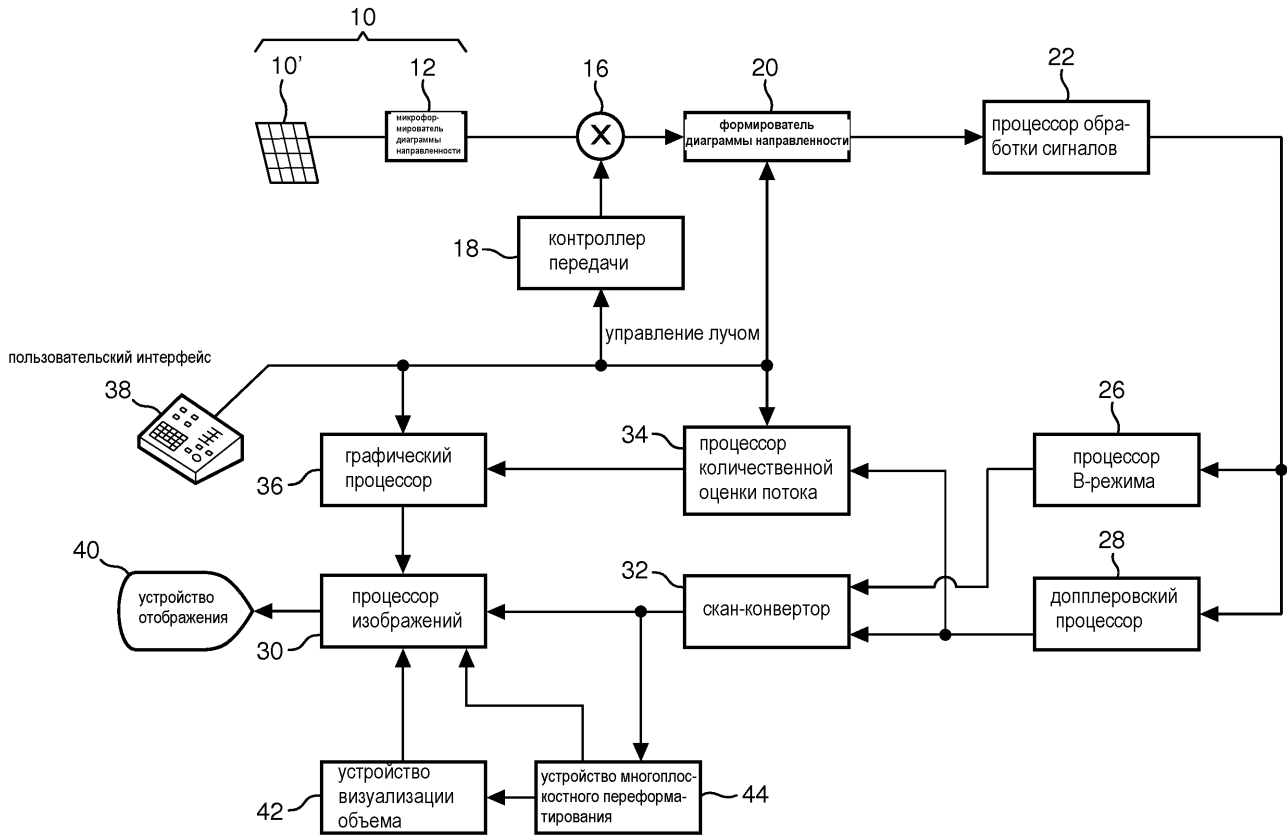 10
10’
12
16
20
22
микрофор-
мирователь
диаграммы
направленности
X
формирователь
диаграммы направленности
процессор обра-
ботки сигналов
18
контроллер
передачи
управление лучом
пользовательский интерфейс
38
26
34
36
графический
процессор
процессор
количественной
оценки потока
процессор
В-режима
40
32
28
устройство
отображения
процессор
изображений
30
скан-конвертор
допплеровский
процессор
42
устройство
визуализации
объема
устройство многоплос-
костного переформа-
тирования
44